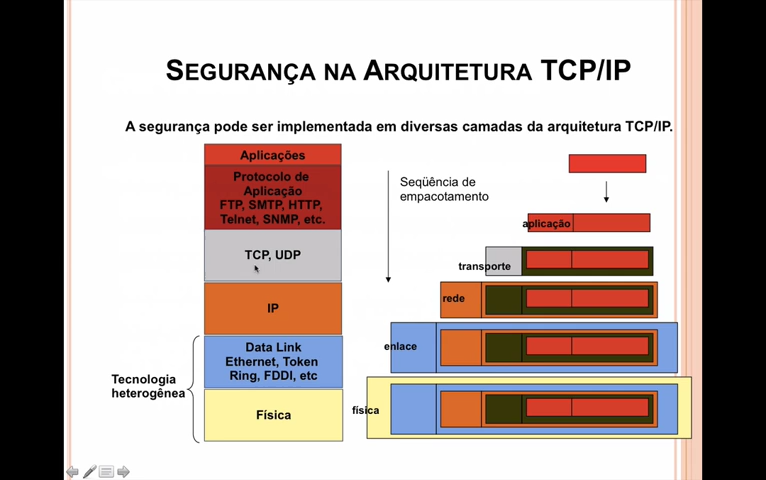 SEGURANÇA NA ARQUITETURA TCP/IP
A segurança pode ser implementada em diversas camadas da arquitetura TCP/IP.
Aplicações
Protocolo de
Aplicação
FTP, SMTP, HTTP,
Telnet, SNMP, etc.
TCP, UDP
IP
Data Link
Ethernet, Token
Ring, FDDI, etc
Física
Tecnologia
heterogênea
Seqüência de
empacotamento
aplicação
transporte
rede
enlace
física